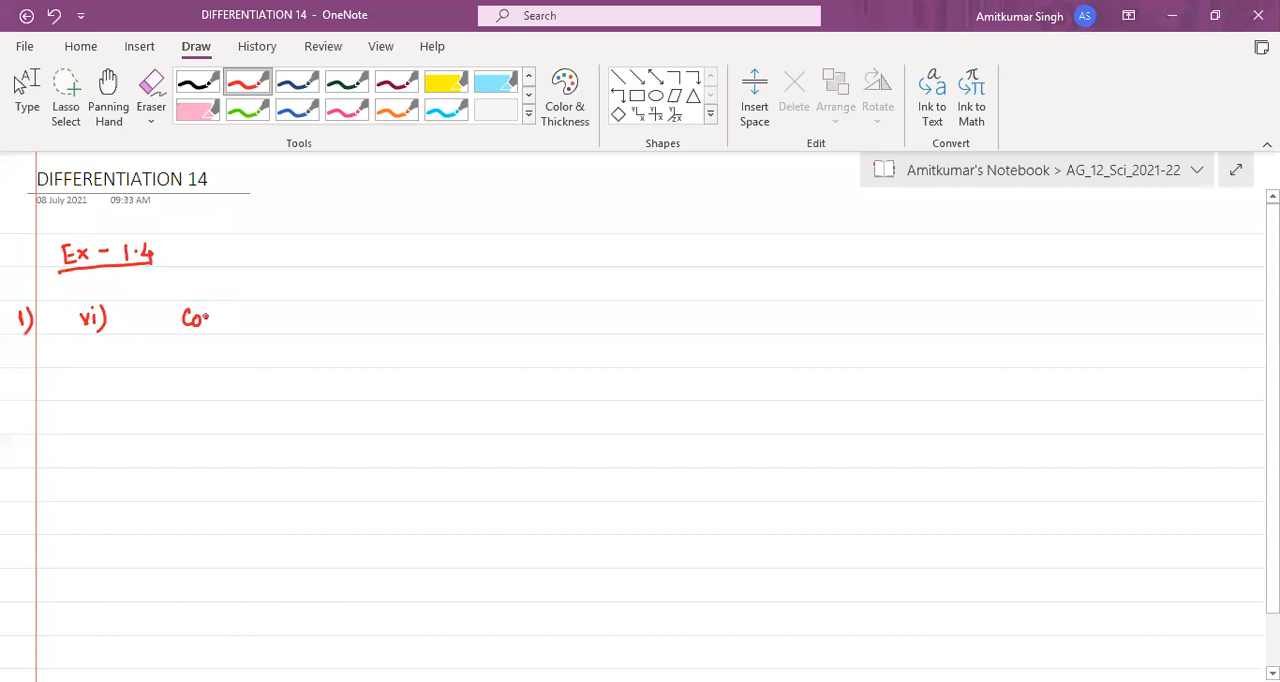 DIFFERENTIATION 14 - OneNote
Search
Amitkumar Singh AS
File Home Insert Draw History Review View Help
Type
Lasso Select
Panning Hand
Eraser
Color & Thickness
Insert Space
Delete
Arrange
Rotate
Ink to Text
Ink to Math
Tools Shapes Edit Convert
DIFFERENTIATION 14
Amitkumar's Notebook > AG_12_Sci_2021-22
08 July 2021 09:33 AM
Ex - 1.4
1) vi) Co